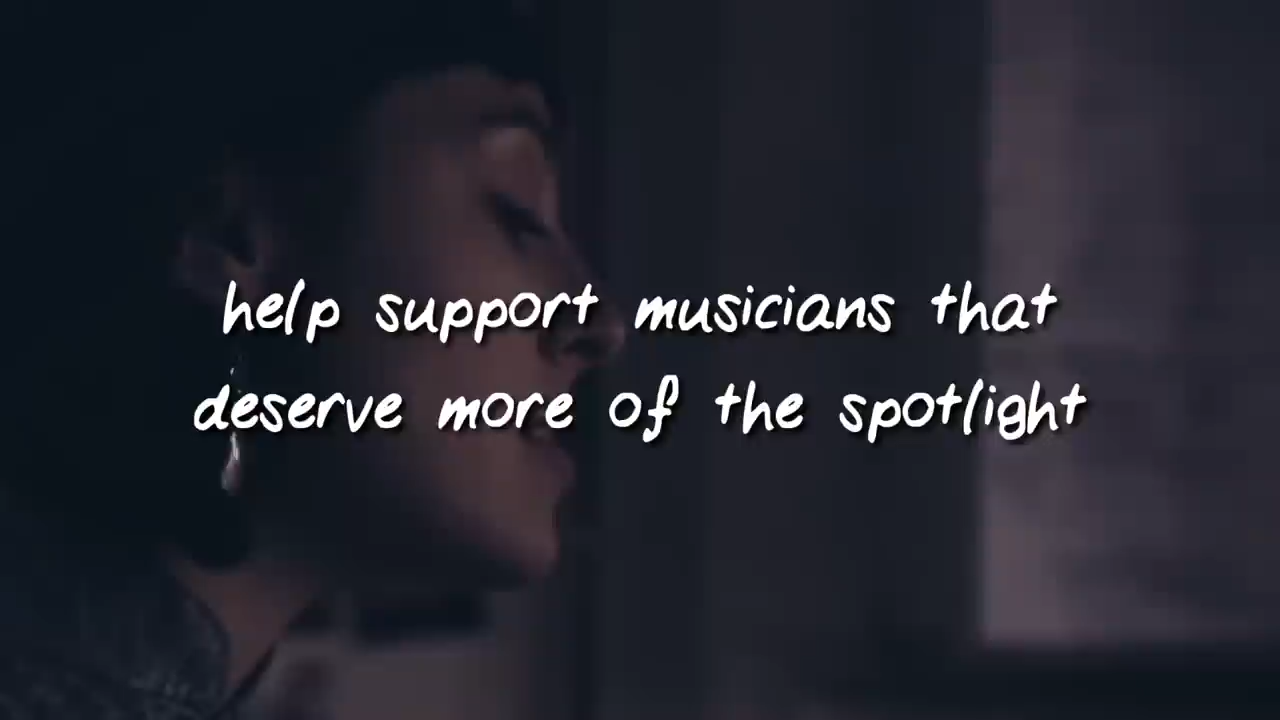 help support musicians that
deserve more of the spotlight